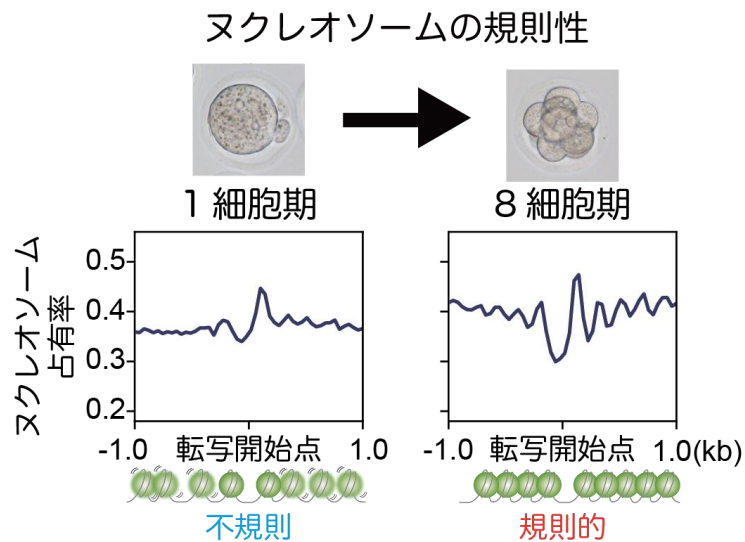 ヌクレオソームの規則性
1細胞期
8細胞期
ヌクレオソーム
占有率
0.5
0.4
0.3
0.2
-1.0 転写開始点 1.0
-1.0 転写開始点 1.0(kb)
不規則
規則的